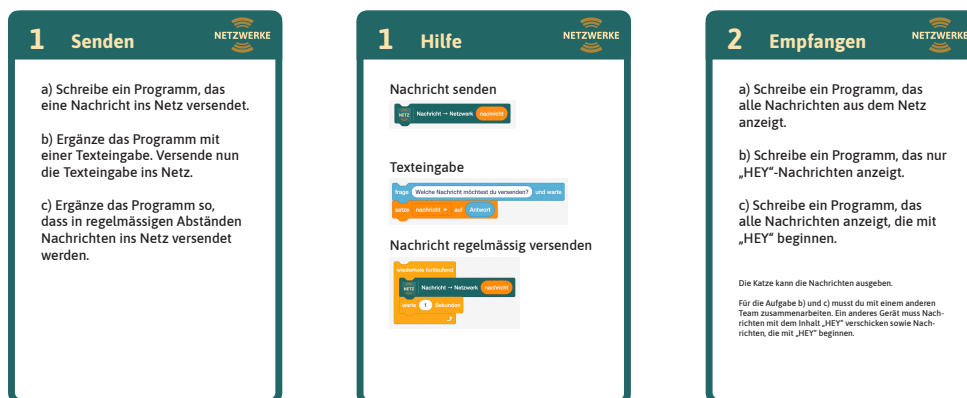 1 Senden
NETZWERKE
a) Schreibe ein Programm, das
eine Nachricht ins Netz versendet.
b) Ergänze das Programm mit
einer Texteingabe. Versende nun
die Texteingabe ins Netz.
c) Ergänze das Programm so,
dass in regelmässigen Abständen
Nachrichten ins Netz versendet
werden.
1 Hilfe
NETZWERKE
Nachricht senden
NETZ Nachricht → Netzwerk nachricht
Texteingabe
frage Welche Nachricht möchtest du versenden? und warte
setze nachricht auf Antwort
Nachricht regelmässig versenden
wiederhole fortlaufend
NETZ Nachricht → Netzwerk nachricht
warte 1 Sekunden
2 Empfangen
NETZWERKE
a) Schreibe ein Programm, das
alle Nachrichten aus dem Netz
anzeigt.
b) Schreibe ein Programm, das nur
„HEY“-Nachrichten anzeigt.
c) Schreibe ein Programm, das
alle Nachrichten anzeigt, die mit
„HEY“ beginnen.
Die Katze kann die Nachrichten ausgeben.
Für die Aufgabe b) und c) musst du mit einem anderen
Team zusammenarbeiten. Ein anderes Gerät muss Nach-
richten mit dem Inhalt „HEY“ verschicken sowie Nach-
richten, die mit „HEY“ beginnen.